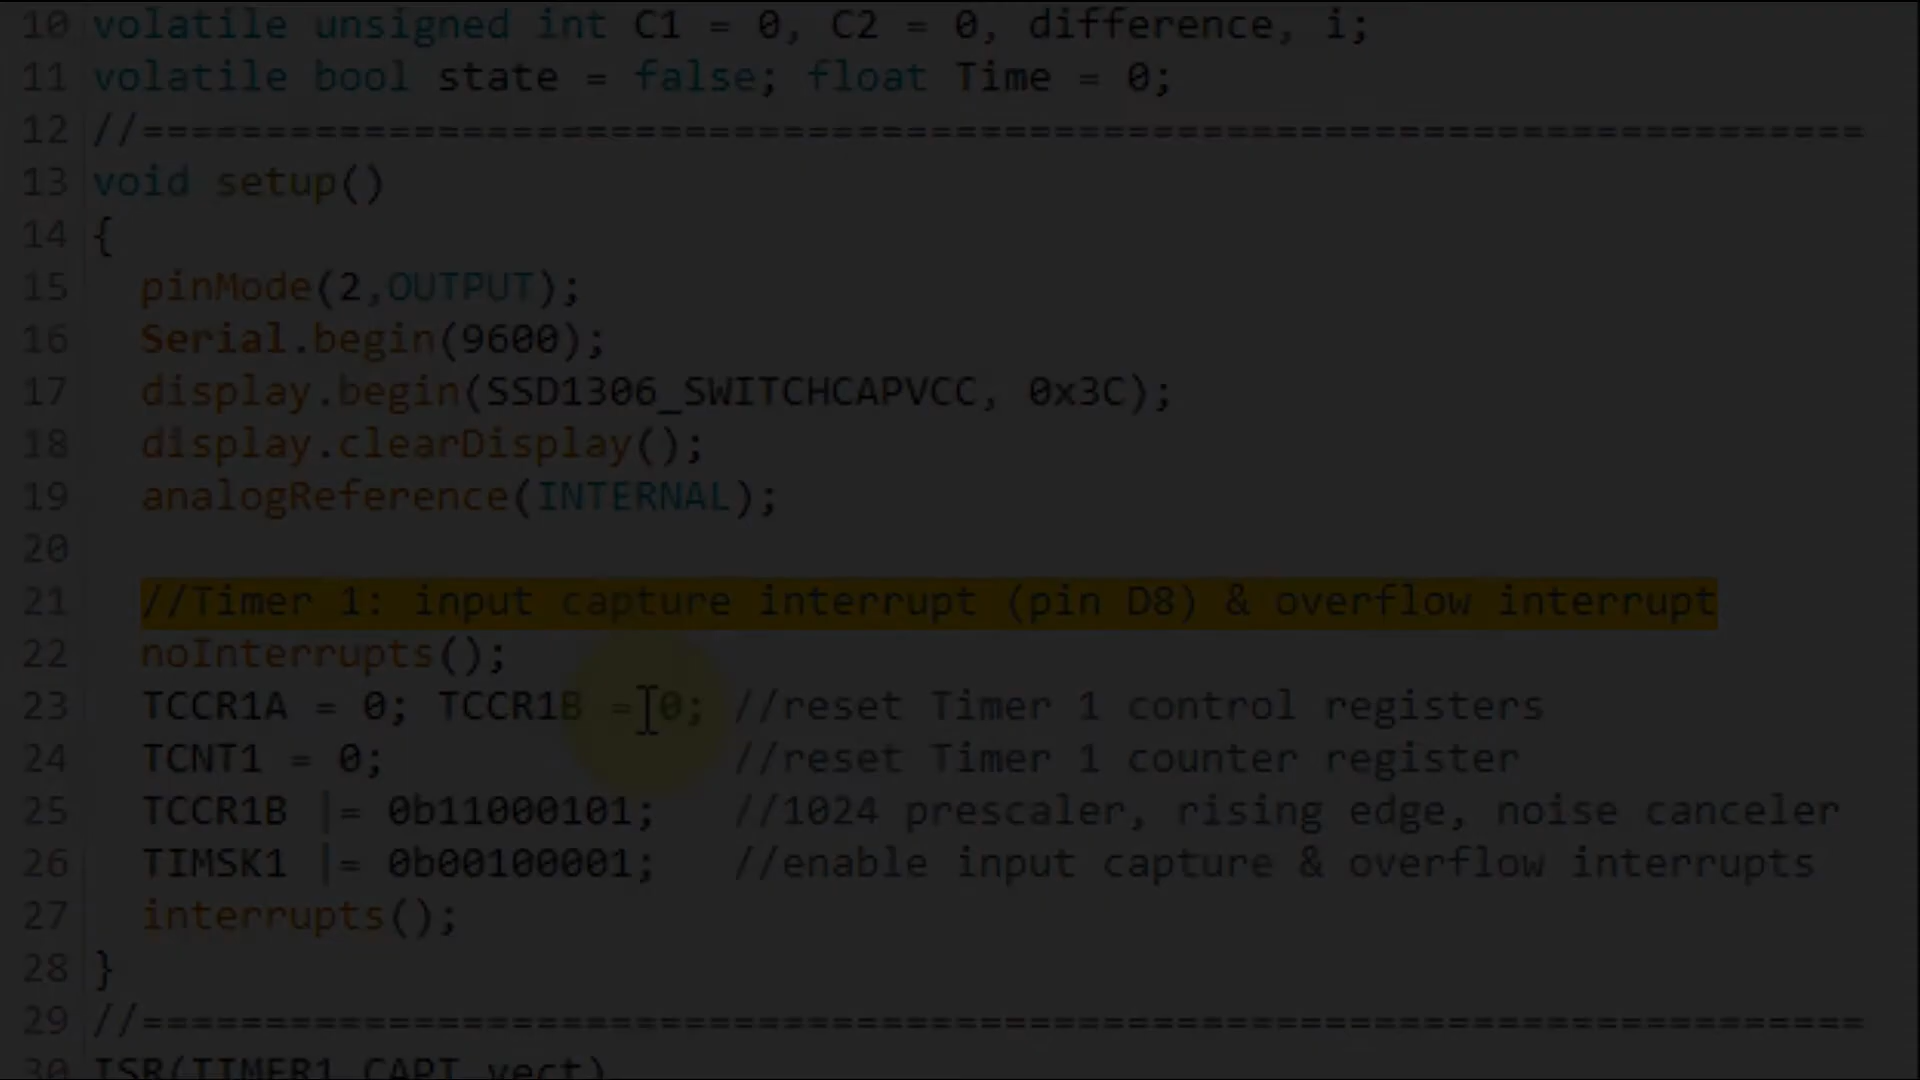 10 volatile unsigned int C1 = 0, C2 = 0, difference, i;
11 volatile bool state = false; float Time = 0;
12 //======================================================================
13 void setup()
14 {
15 pinMode(2,OUTPUT);
16 Serial.begin(9600);
17 display.begin(SSD1306_SWITCHCAPVCC, 0x3C);
18 display.clearDisplay();
19 analogReference(INTERNAL);
20
21 //Timer 1: input capture interrupt (pin D8) & overflow interrupt
22 noInterrupts();
23 TCCR1A = 0; TCCR1B = 0; //reset Timer 1 control registers
24 TCNT1 = 0; //reset Timer 1 counter register
25 TCCR1B |= 0b11000101; //1024 prescaler, rising edge, noise canceler
26 TIMSK1 |= 0b00100001; //enable input capture & overflow interrupts
27 interrupts();
28 }
29 //======================================================================
30 ISR(TIMER1_CAPT_vect)